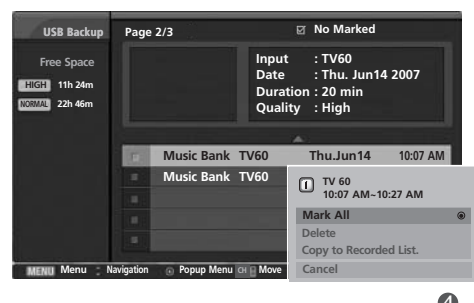 USB Backup
Page 2/3
No Marked
Free Space
HIGH 11h 24m
NORMAL 22h 46m
Input : TV60
Date : Thu. Jun14 2007
Duration : 20 min
Quality : High
Music Bank TV60 Thu.Jun14 10:07 AM
Music Bank TV60
TV 60
10:07 AM~10:27 AM
Mark All
Delete
Copy to Recorded List.
Cancel
MENU Menu Navigation Popup Menu CH Move
4